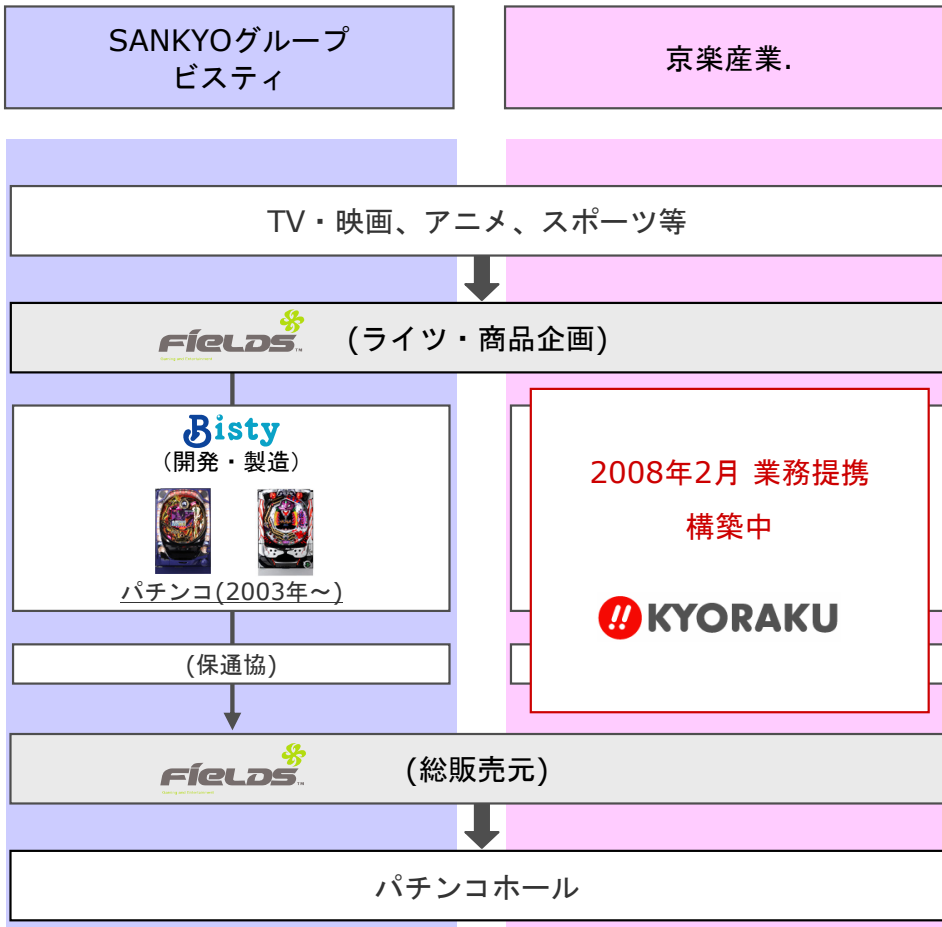 SANKYOグループ
ビスティ
京楽産業.
TV・映画、アニメ、スポーツ等
FíELDS™ (ライツ・商品企画)
Bisty
(開発・製造)
パチンコ(2003年～)
2008年2月 業務提携
構築中
!! KYORAKU
(保通協)
FíELDS™ (総販売元)
パチンコホール